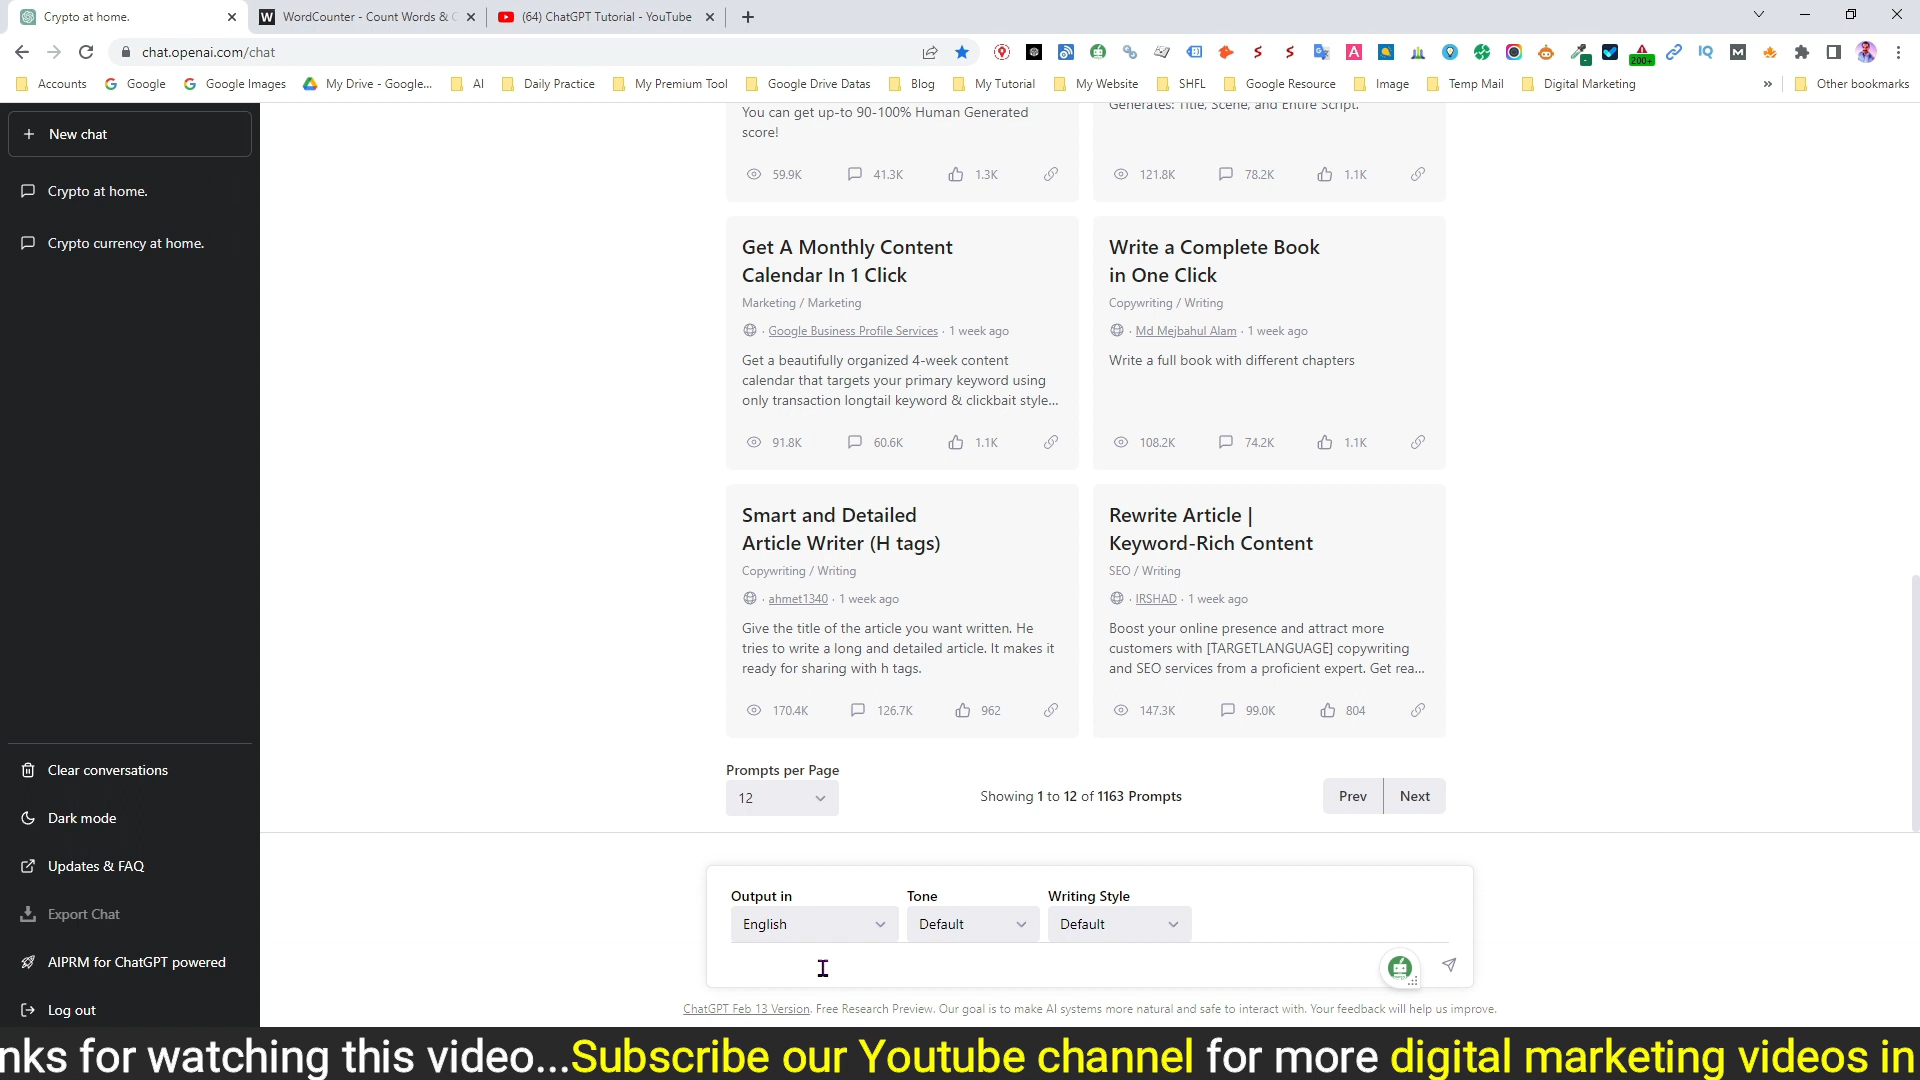 Crypto at home.
WordCounter - Count Words & C
(64) ChatGPT Tutorial - YouTube
chat.openai.com/chat
200+
Accounts
Google
Google Images
My Drive - Google...
AI
Daily Practice
My Premium Tool
Google Drive Datas
Blog
My Tutorial
My Website
SHFL
Google Resource
Image
Temp Mail
Digital Marketing
Other bookmarks
New chat
Crypto at home.
Crypto currency at home.
Clear conversations
Dark mode
Updates & FAQ
Export Chat
AIPRM for ChatGPT powered
Log out
You can get up-to 90-100% Human Generated
score!
59.9K 41.3K 1.3K
Generates: Title, Scene, and Entire Script.
121.8K 78.2K 1.1K
Get A Monthly Content
Calendar In 1 Click
Marketing / Marketing
· Google Business Profile Services · 1 week ago
Get a beautifully organized 4-week content
calendar that targets your primary keyword using
only transaction longtail keyword & clickbait style...
91.8K 60.6K 1.1K
Write a Complete Book
in One Click
Copywriting / Writing
· Md Mejbahul Alam · 1 week ago
Write a full book with different chapters
108.2K 74.2K 1.1K
Smart and Detailed
Article Writer (H tags)
Copywriting / Writing
· ahmet1340 · 1 week ago
Give the title of the article you want written. He
tries to write a long and detailed article. It makes it
ready for sharing with h tags.
170.4K 126.7K 962
Rewrite Article |
Keyword-Rich Content
SEO / Writing
· IRSHAD · 1 week ago
Boost your online presence and attract more
customers with [TARGETLANGUAGE] copywriting
and SEO services from a proficient expert. Get rea...
147.3K 99.0K 804
Prompts per Page
12
Showing 1 to 12 of 1163 Prompts
Prev Next
Output in Tone Writing Style
English Default Default
ChatGPT Feb 13 Version. Free Research Preview. Our goal is to make AI systems more natural and safe to interact with. Your feedback will help us improve.
nks for watching this video...Subscribe our Youtube channel for more digital marketing videos in